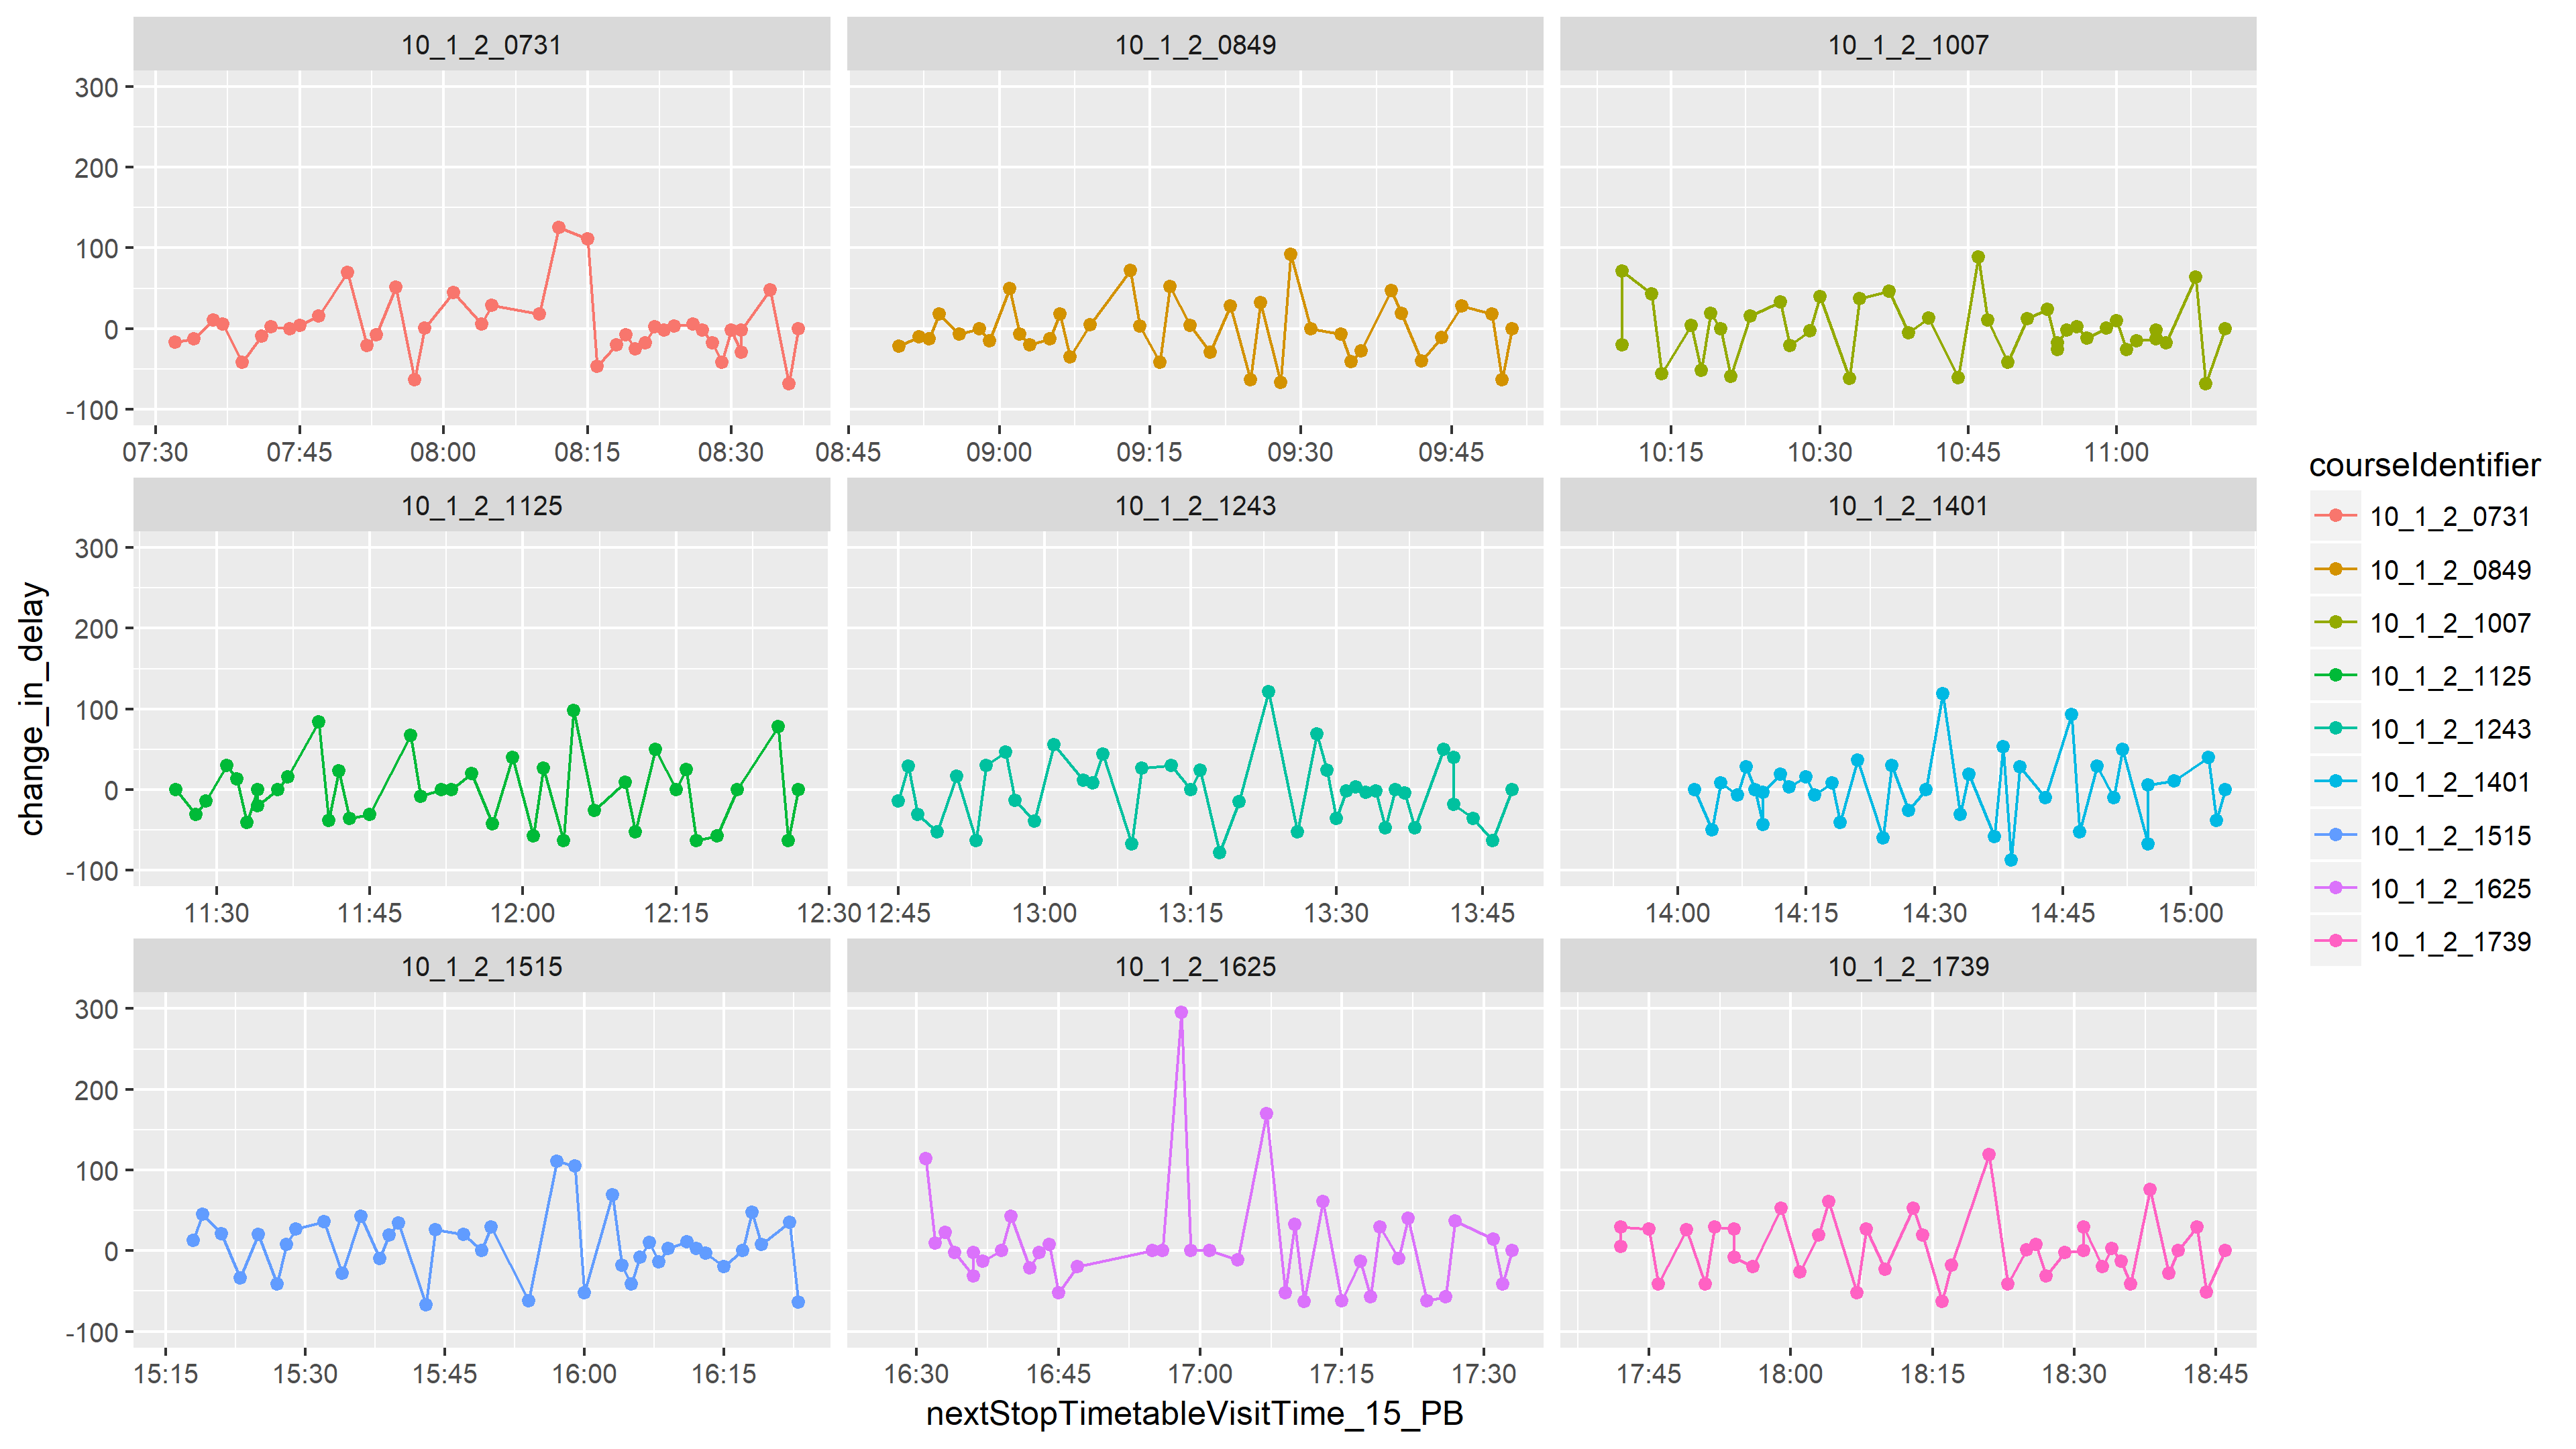 10_1_2_0731 10_1_2_0849 10_1_2_1007
300
200
100
0
-100
07:30 07:45 08:00 08:15 08:30 08:45 09:00 09:15 09:30 09:45 10:15 10:30 10:45 11:00
10_1_2_1125 10_1_2_1243 10_1_2_1401
300
200
100
0
-100
11:30 11:45 12:00 12:15 12:30 12:45 13:00 13:15 13:30 13:45 14:00 14:15 14:30 14:45 15:00
10_1_2_1515 10_1_2_1625 10_1_2_1739
300
200
100
0
-100
15:15 15:30 15:45 16:00 16:15 16:30 16:45 17:00 17:15 17:30 17:45 18:00 18:15 18:30 18:45
change_in_delay
nextStopTimetableVisitTime_15_PB
courseIdentifier
10_1_2_0731
10_1_2_0849
10_1_2_1007
10_1_2_1125
10_1_2_1243
10_1_2_1401
10_1_2_1515
10_1_2_1625
10_1_2_1739